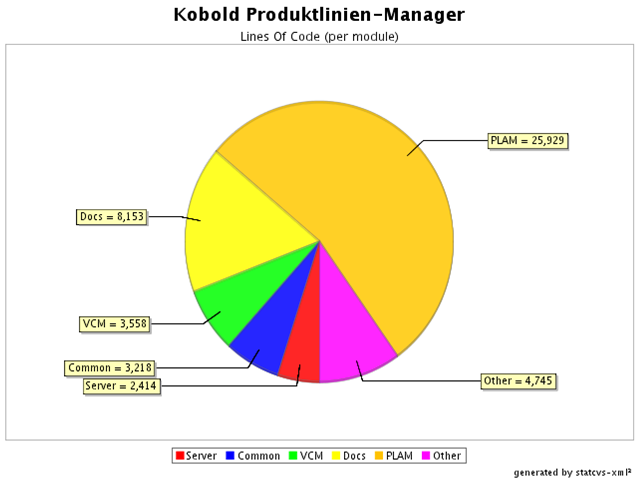 Kobold Produktlinien-Manager
Lines Of Code (per module)
PLAM = 25,929
Docs = 8,153
VCM = 3,558
Common = 3,218
Server = 2,414
Other = 4,745
Server Common VCM Docs PLAM Other
generated by statcvs-xml²